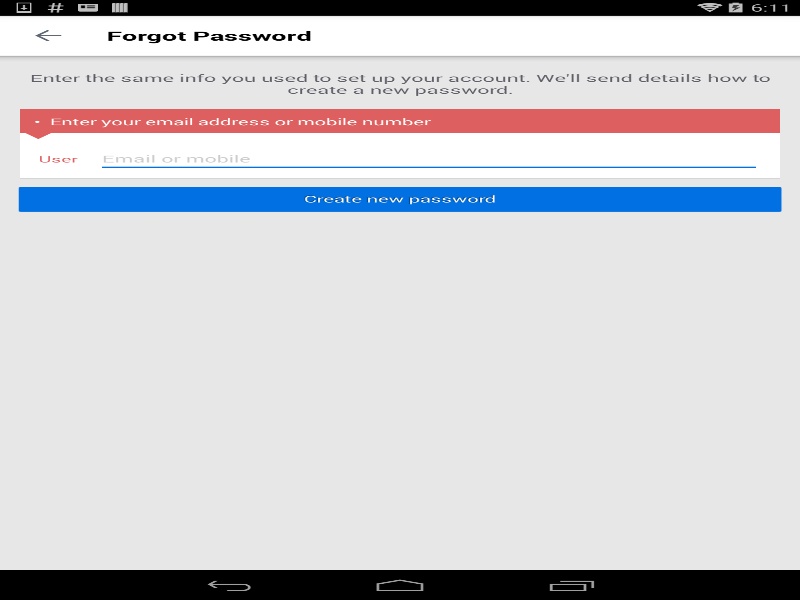 6:11
Forgot Password
Enter the same info you used to set up your account. We'll send details how to
create a new password.
· Enter your email address or mobile number
User Email or mobile
Create new password